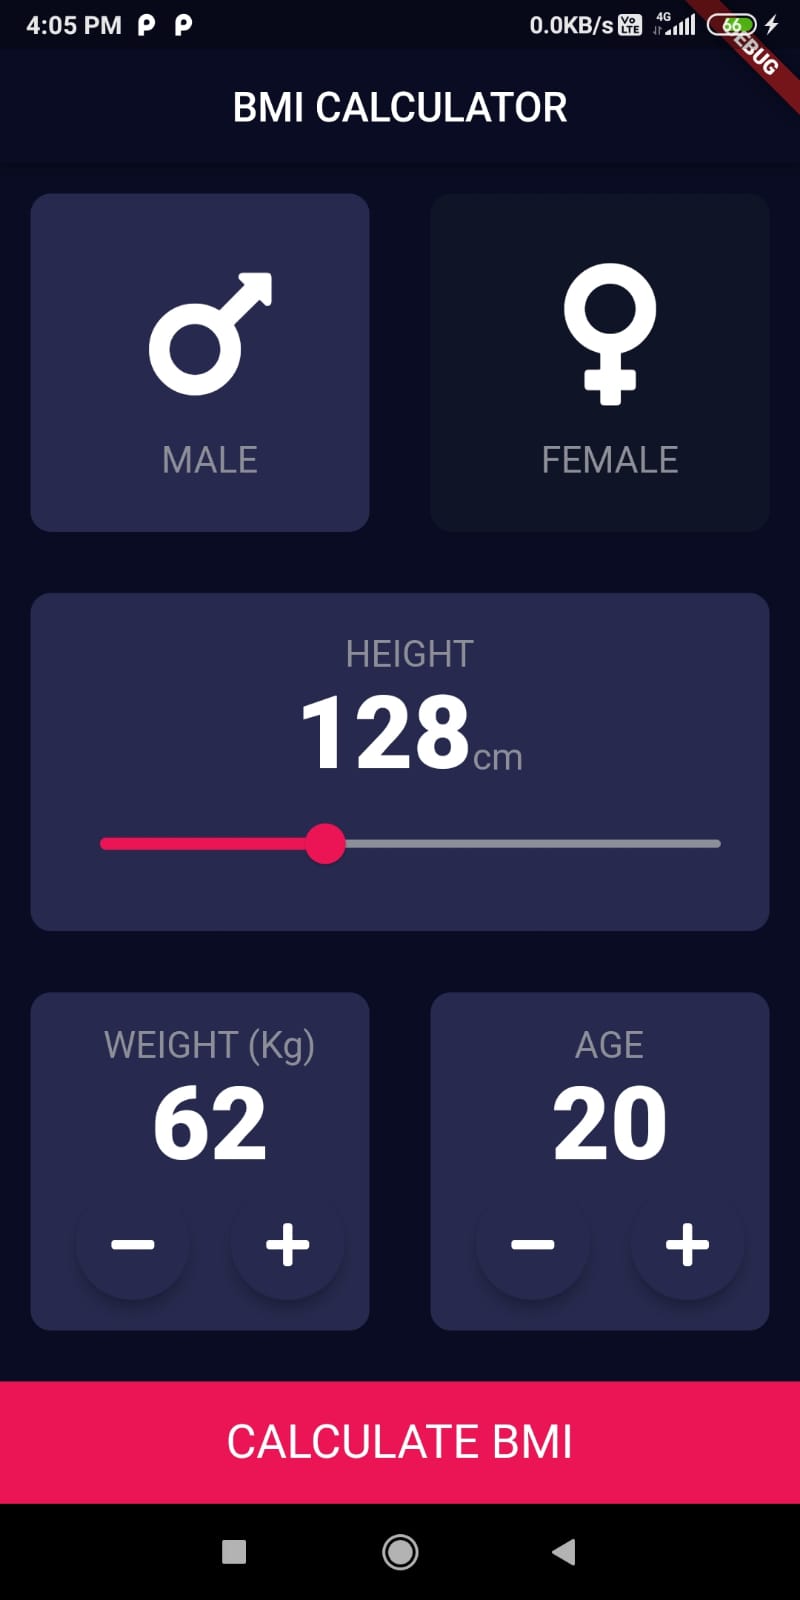 4:05 PM 0.0KB/s Vo LTE 4G 66
DEBUG
BMI CALCULATOR
MALE FEMALE
HEIGHT
128cm
WEIGHT (Kg) AGE
62 20
CALCULATE BMI